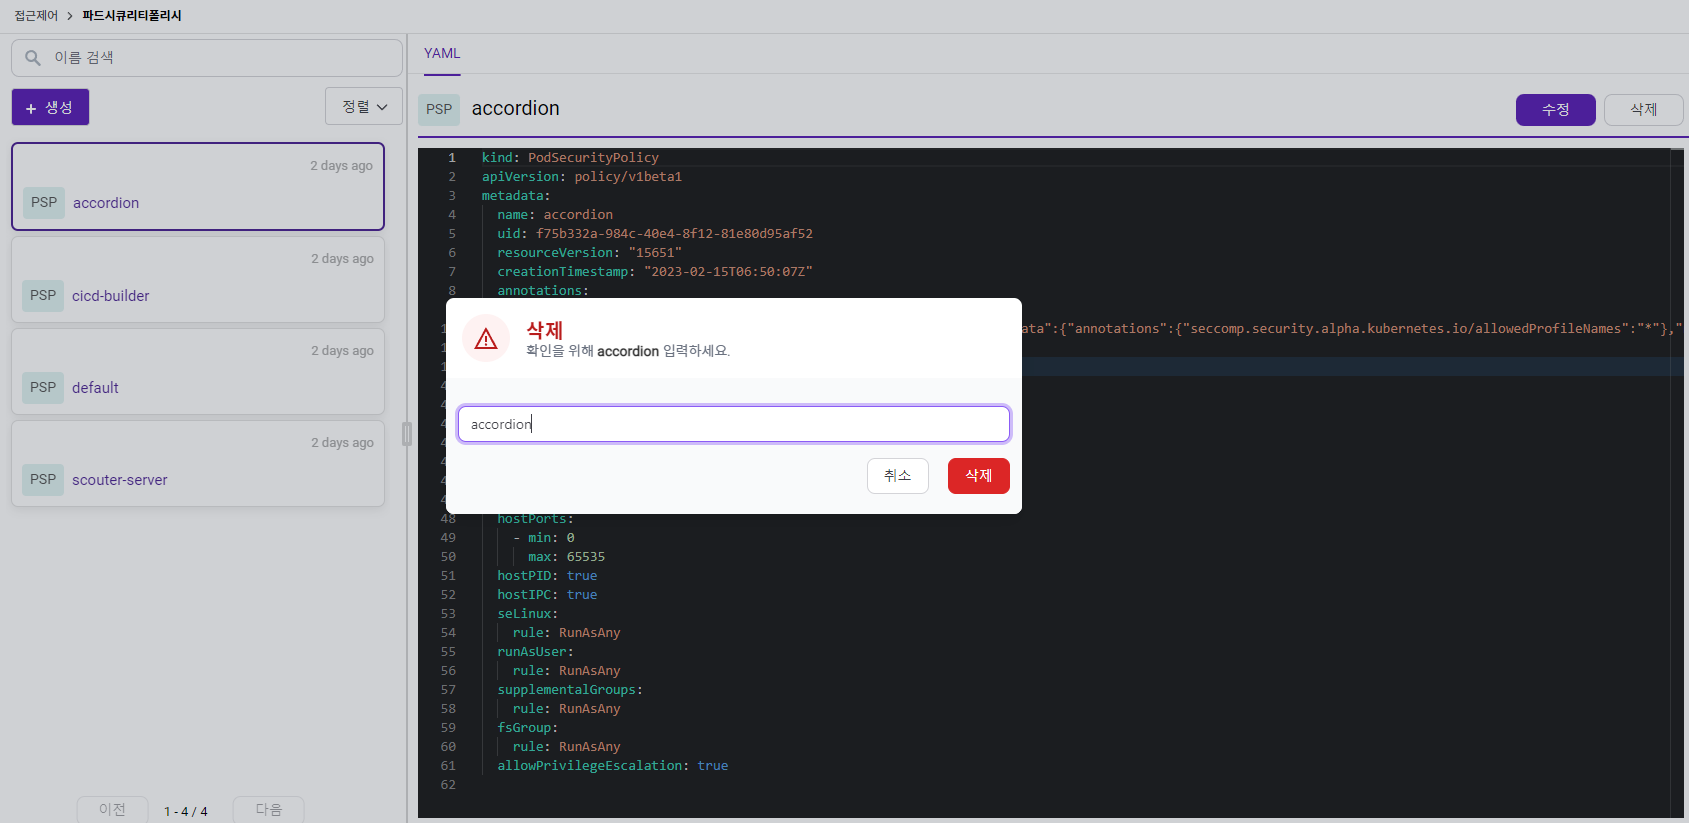 접근제어 > 파드시큐리티폴리시
이름 검색
+ 생성
정렬
2 days ago
PSP accordion
2 days ago
PSP cicd-builder
2 days ago
PSP default
2 days ago
PSP scouter-server
이전 1 - 4 / 4 다음
YAML
PSP accordion
수정 삭제
1 kind: PodSecurityPolicy
2 apiVersion: policy/v1beta1
3 metadata:
4 name: accordion
5 uid: f75b332a-984c-40e4-8f12-81e80d95af52
6 resourceVersion: "15651"
7 creationTimestamp: "2023-02-15T06:50:07Z"
8 annotations:
ata":{"annotations":{"seccomp.security.alpha.kubernetes.io/allowedProfileNames":"*"},"
삭제
확인을 위해 accordion 입력하세요.
accordion
취소 삭제
48 hostPorts:
49 - min: 0
50 max: 65535
51 hostPID: true
52 hostIPC: true
53 seLinux:
54 rule: RunAsAny
55 runAsUser:
56 rule: RunAsAny
57 supplementalGroups:
58 rule: RunAsAny
59 fsGroup:
60 rule: RunAsAny
61 allowPrivilegeEscalation: true
62